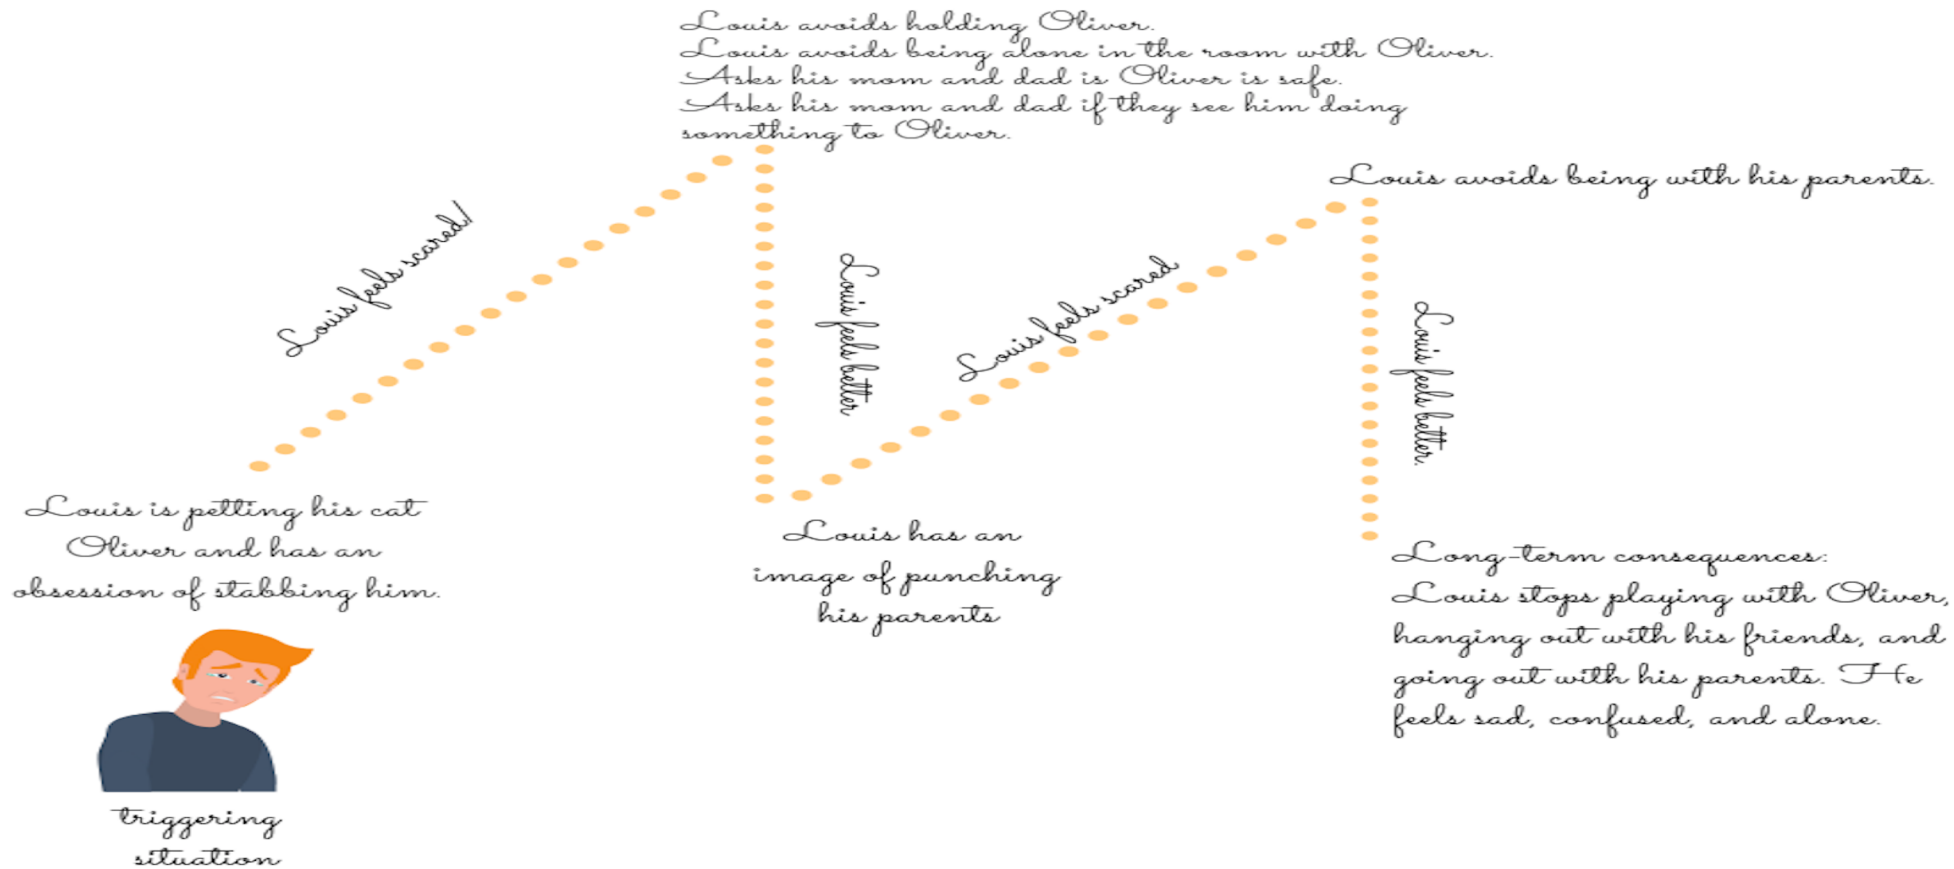 Louis avoids holding Oliver.
Louis avoids being alone in the room with Oliver.
Asks his mom and dad is Oliver is safe.
Asks his mom and dad if they see him doing
something to Oliver.
Louis feels scared/
Louis feels better
Louis is petting his cat
Oliver and has an
obsession of stabbing him.
triggering
situation
Louis has an
image of punching
his parents
Louis feels scared
Louis avoids being with his parents.
Louis feels better.
Long-term consequences:
Louis stops playing with Oliver,
hanging out with his friends, and
going out with his parents. He
feels sad, confused, and alone.